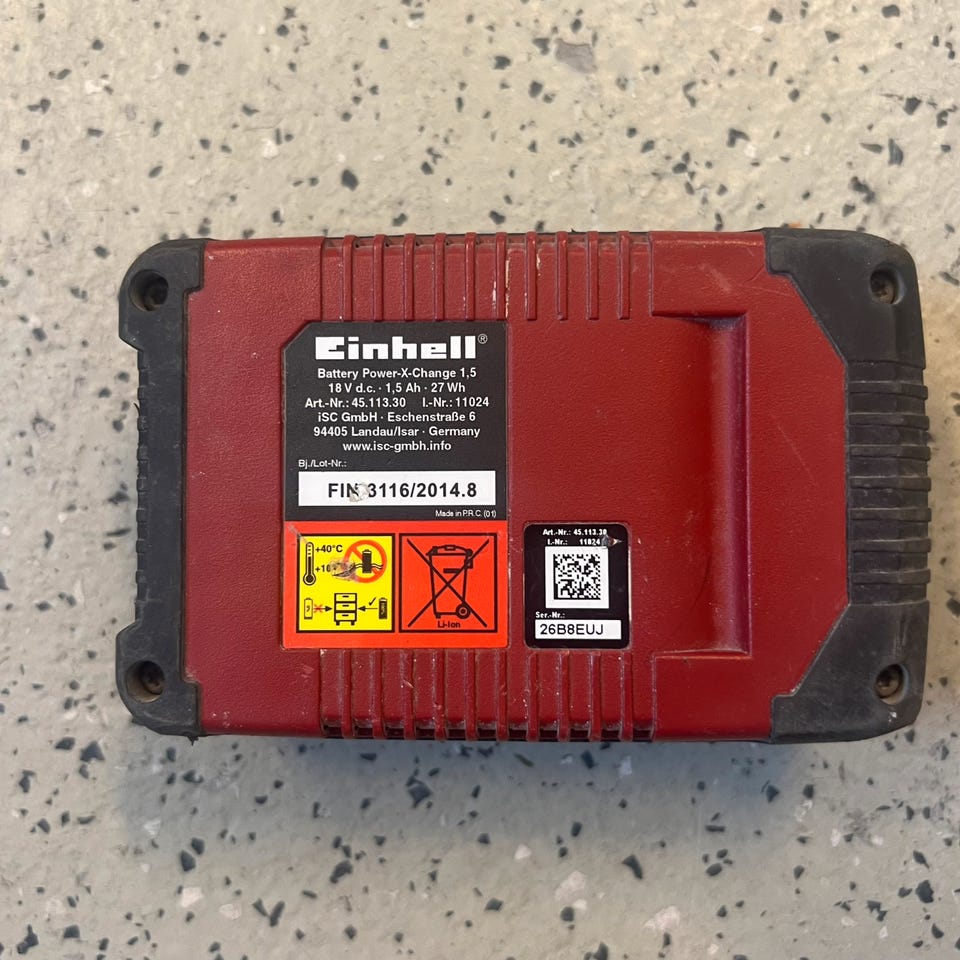 Einhell®
Battery Power-X-Change 1,5
18 V d.c. · 1,5 Ah · 27 Wh
Art.-Nr.: 45.113.30 I.-Nr.: 11024
iSC GmbH · Eschenstraße 6
94405 Landau/Isar · Germany
www.isc-gmbh.info
Bj./Lot-Nr.:
FIN 3116/2014.8
Made in P.R.C. (01)
+40°C
Li-Ion
Art.-Nr.: 45.113.30
I.-Nr.: 11024
Ser.-Nr.:
26B8EUJ